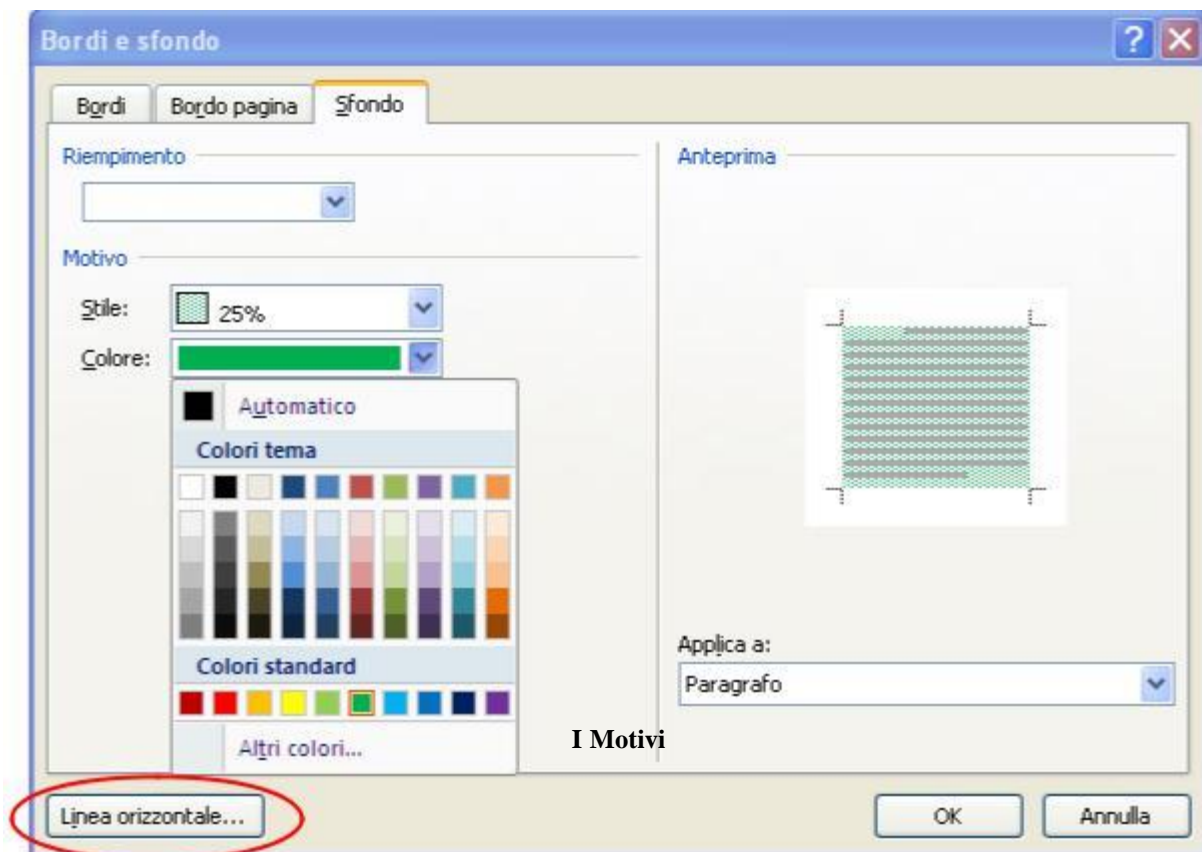 Bordi e sfondo
Bordi Bordo pagina Sfondo
Riempimento
Motivo
Stile: 25%
Colore:
Automatico
Colori tema
Colori standard
Altri colori...
Anteprima
Applica a:
Paragrafo
I Motivi
Linea orizzontale...
OK Annulla